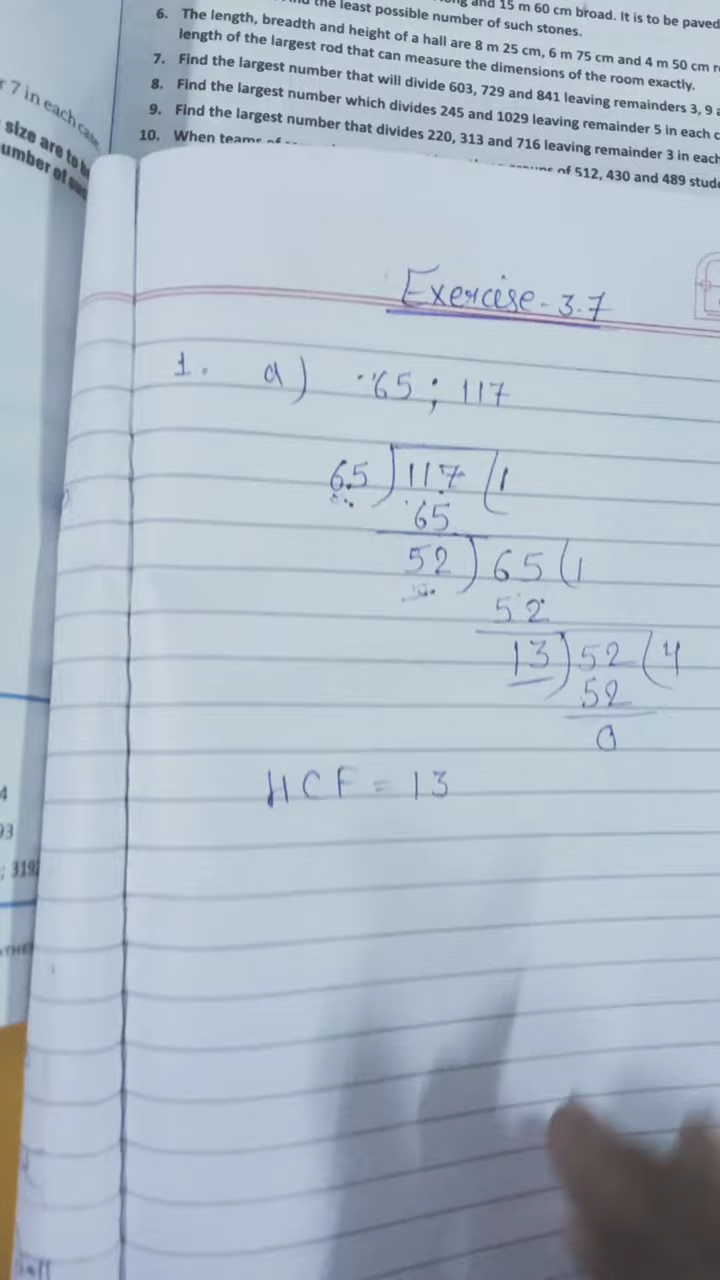 and 15 m 60 cm broad. It is to be paved
the least possible number of such stones.
6. The length, breadth and height of a hall are 8 m 25 cm, 6 m 75 cm and 4 m 50 cm
length of the largest rod that can measure the dimensions of the room exactly.
7. Find the largest number that will divide 603, 729 and 841 leaving remainders 3, 9
8. Find the largest number which divides 245 and 1029 leaving remainder 5 in each
9. Find the largest number that divides 220, 313 and 716 leaving remainder 3 in each
10. When teams of
of 512, 430 and 489
7 in each case
size are to
umber of
Exercise - 3.7
1. a) 65 ; 117
65 ) 117 ( 1
65
52 ) 65 ( 1
52
13 ) 52 ( 4
52
0
HCF = 13
4
93
; 319